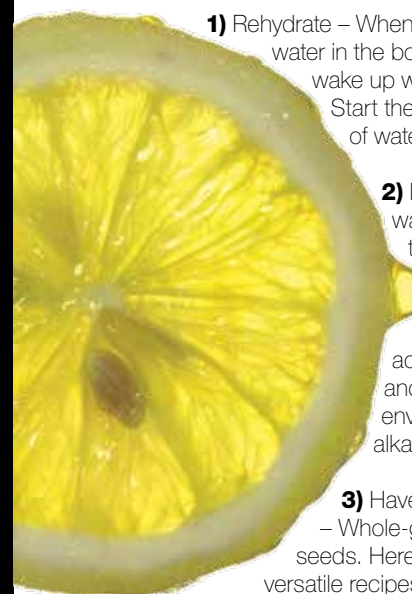 1) Rehydrate – When
water in the bo
wake up w
Start the
of wate
2)
wa
t
ac
and
env
alka
3) Have
– Whole-g
seeds. Here
versatile recipes